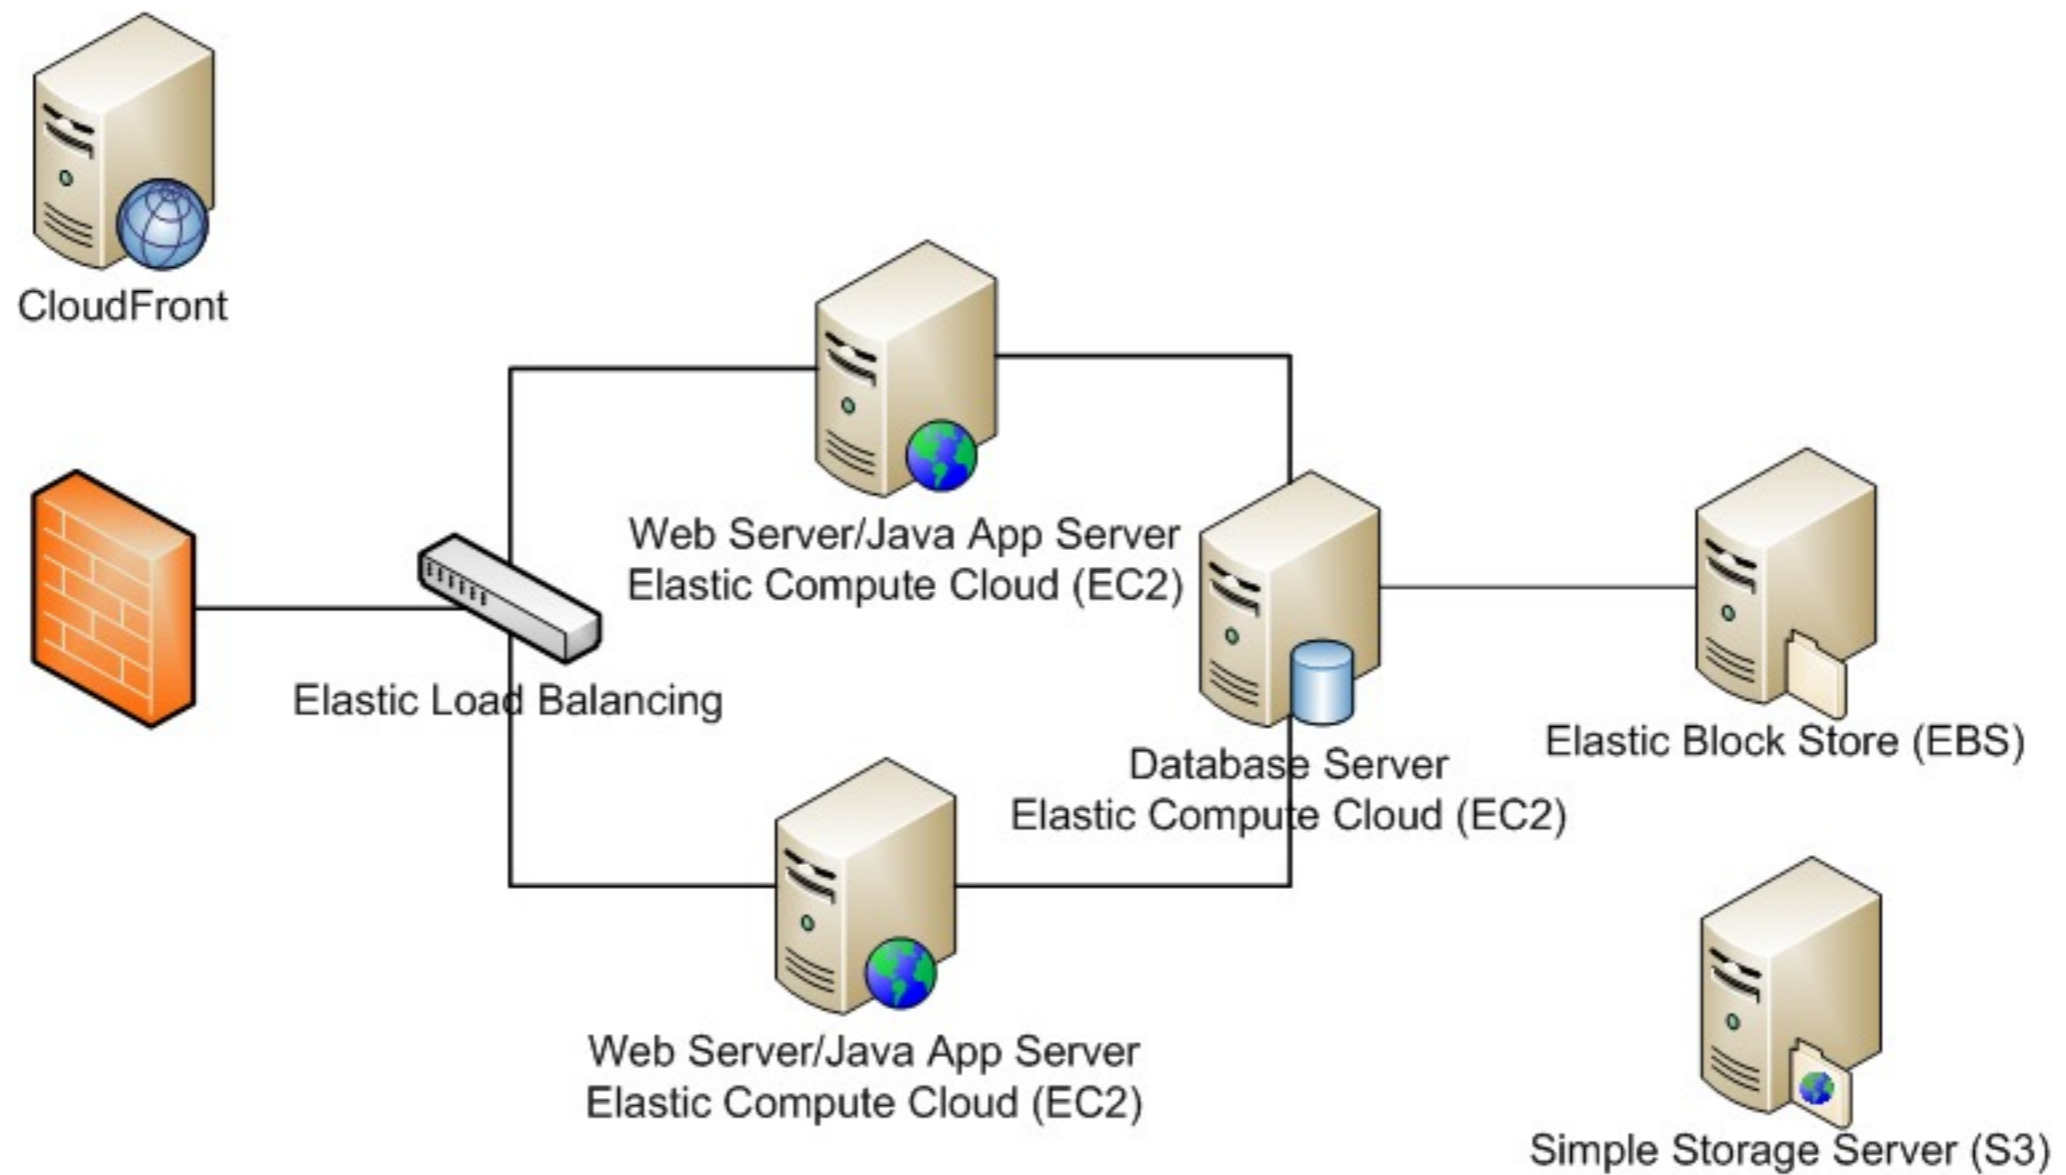 CloudFront
Web Server/Java App Server
Elastic Compute Cloud (EC2)
Elastic Load Balancing
Database Server
Elastic Compute Cloud (EC2)
Elastic Block Store (EBS)
Web Server/Java App Server
Elastic Compute Cloud (EC2)
Simple Storage Server (S3)